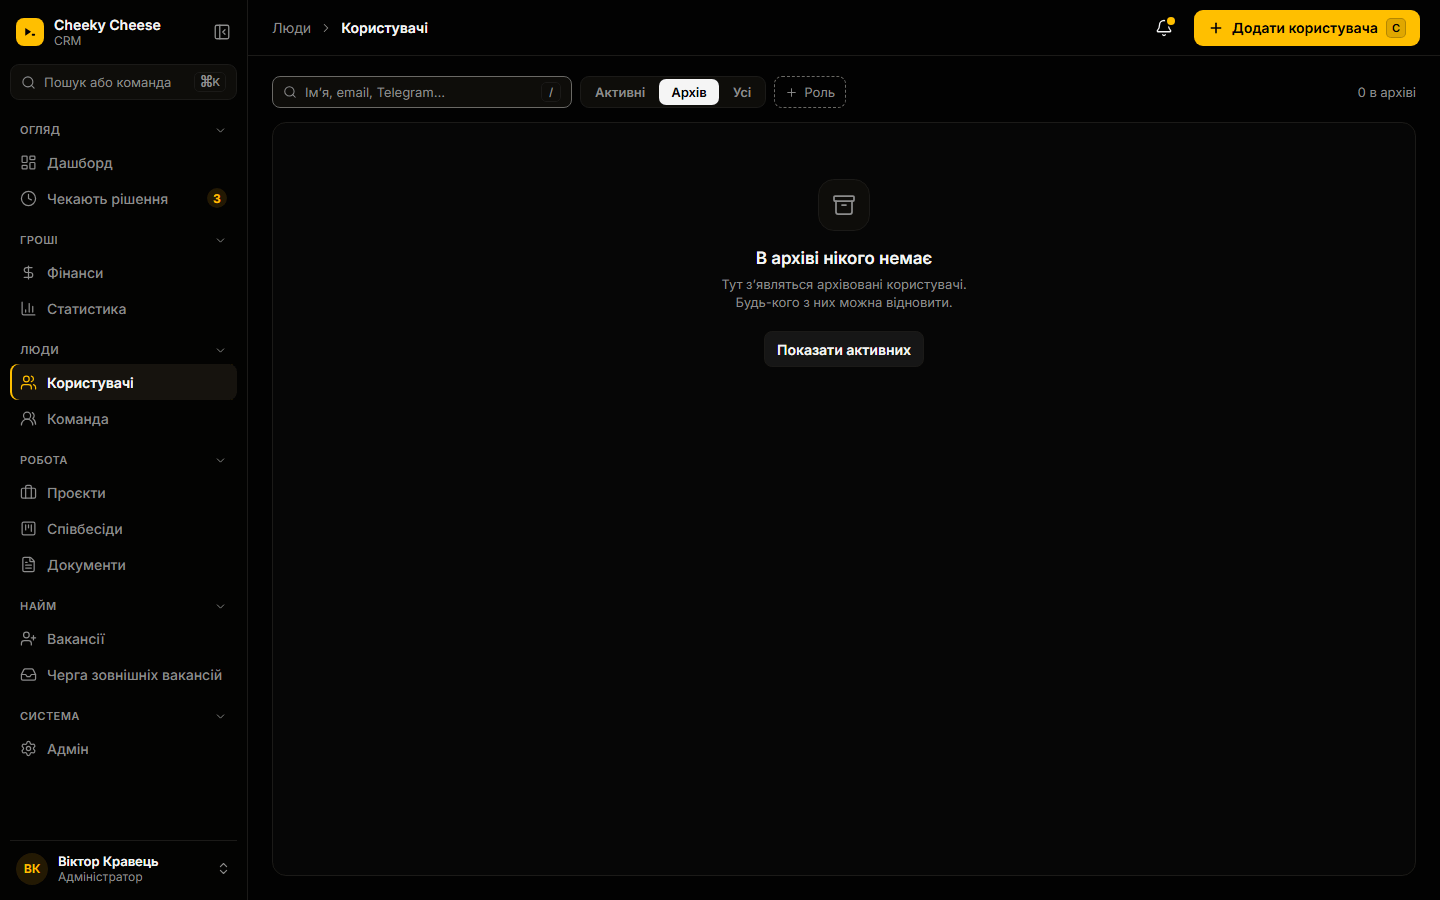 Cheeky Cheese
CRM
Пошук або команда
⌘K
ОГЛЯД
Дашборд
Чекають рішення
3
ГРОШІ
Фінанси
Статистика
ЛЮДИ
Користувачі
Команда
РОБОТА
Проєкти
Співбесіди
Документи
НАЙМ
Вакансії
Черга зовнішніх вакансій
СИСТЕМА
Адмін
ВК
Віктор Кравець
Адміністратор
Люди
Користувачі
Додати користувача
C
Ім'я, email, Telegram...
/
Активні
Архів
Усі
Роль
0 в архіві
В архіві нікого немає
Тут з'являться архівовані користувачі.
Будь-кого з них можна відновити.
Показати активних